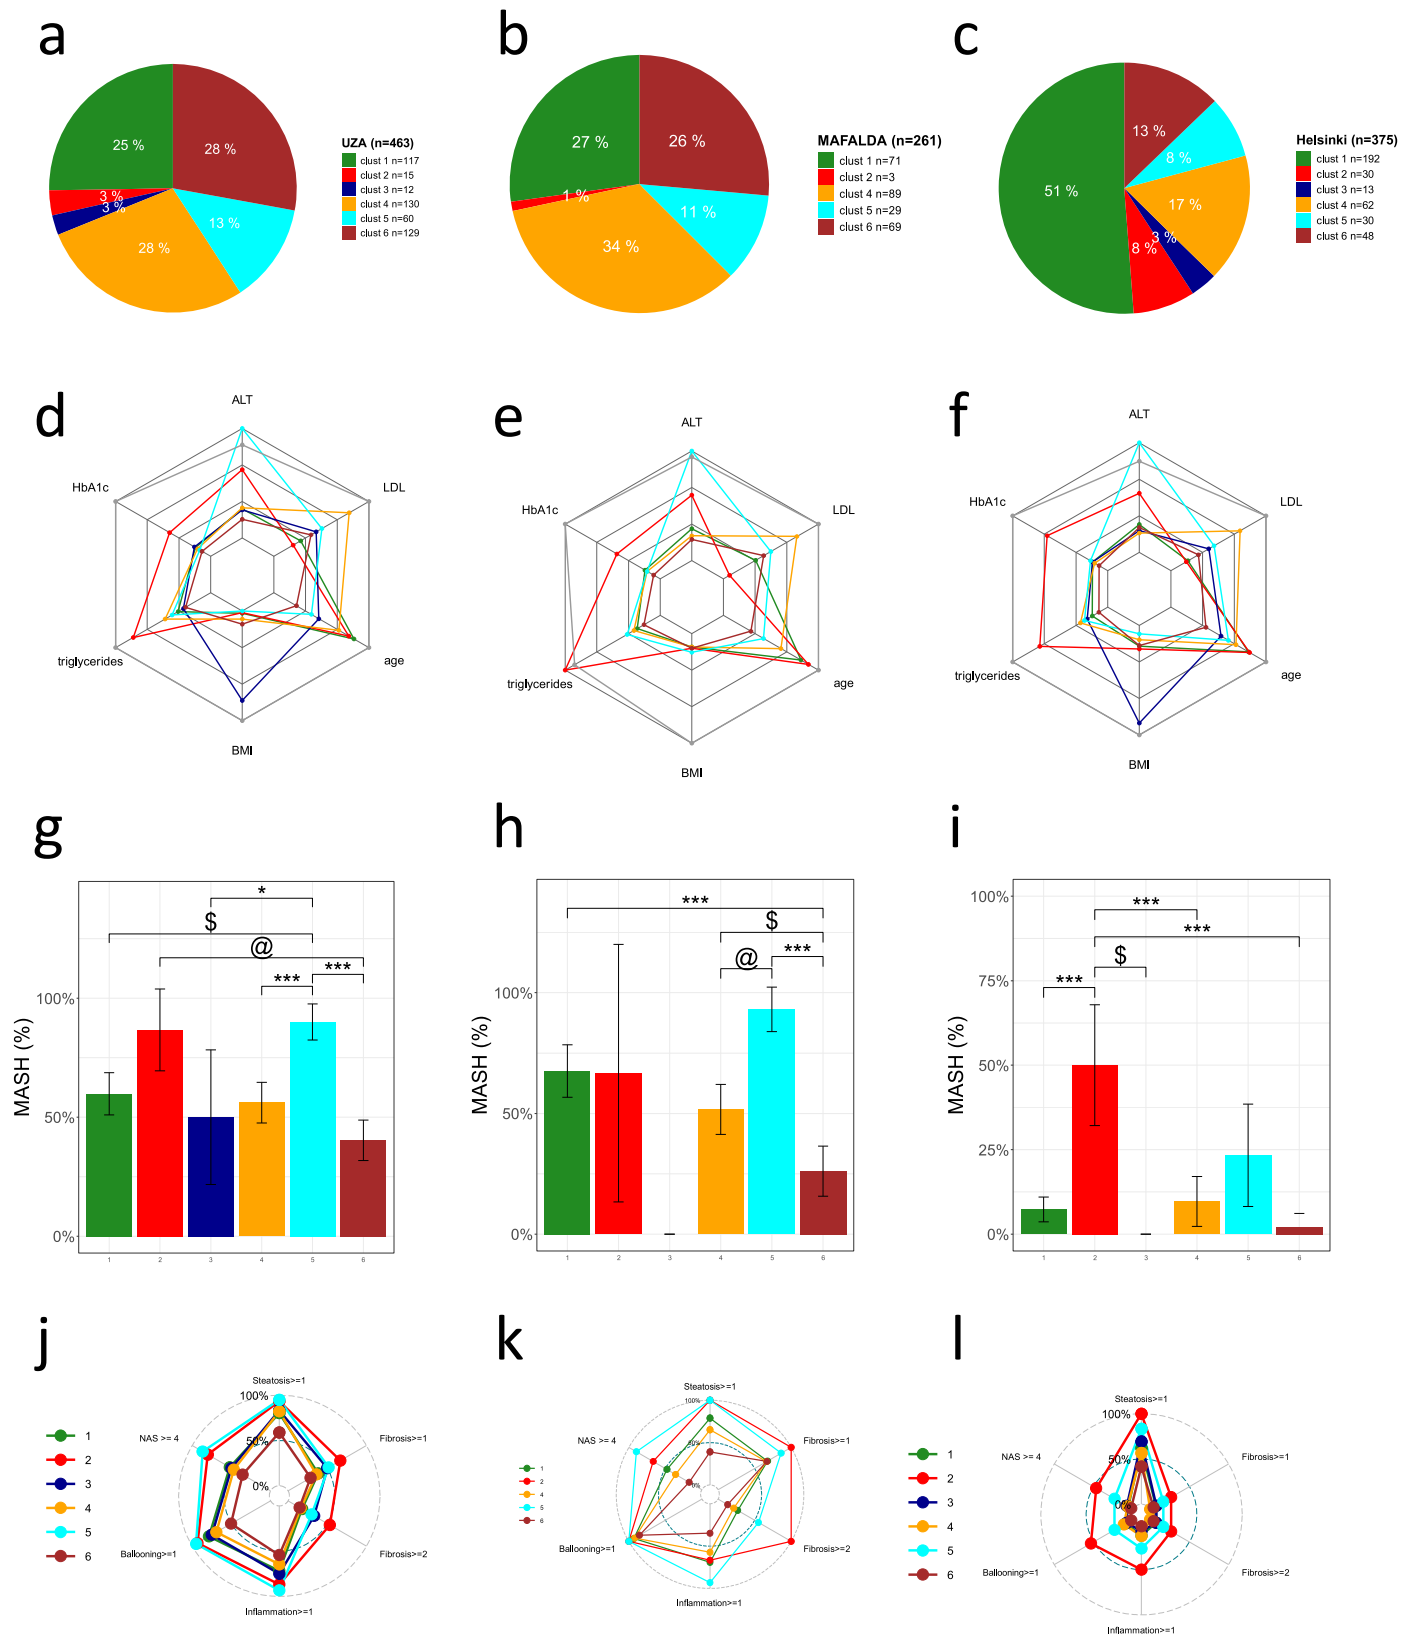 a
b
c
25 %
28 %
3 %
3 %
13 %
28 %
UZA (n=463)
clust 1 n=117
clust 2 n=15
clust 3 n=12
clust 4 n=130
clust 5 n=60
clust 6 n=129
27 %
26 %
1 %
11 %
34 %
MAFALDA (n=261)
clust 1 n=71
clust 2 n=3
clust 4 n=89
clust 5 n=29
clust 6 n=69
13 %
8 %
51 %
17 %
3 %
8 %
Helsinki (n=375)
clust 1 n=192
clust 2 n=30
clust 3 n=13
clust 4 n=62
clust 5 n=30
clust 6 n=48
d
ALT
HbA1c
LDL
triglycerides
age
BMI
e
ALT
HbA1c
LDL
triglycerides
age
BMI
f
ALT
HbA1c
LDL
triglycerides
age
BMI
g
*
$
@
***
***
100%
50%
0%
MASH (%)
1 2 3 4 5 6
h
***
$
@
***
100%
50%
0%
MASH (%)
1 2 3 4 5 6
i
***
***
$
***
100%
75%
50%
25%
0%
MASH (%)
1 2 3 4 5 6
j
1
2
3
4
5
6
Steatosis>=1
100%
NAS >= 4
Fibrosis>=1
50%
0%
Ballooning>=1
Fibrosis>=2
Inflammation>=1
k
1
2
4
5
6
Steatosis>=1
100%
NAS >= 4
Fibrosis>=1
50%
0%
Ballooning>=1
Fibrosis>=2
Inflammation>=1
l
1
2
3
4
5
6
Steatosis>=1
100%
NAS >= 4
Fibrosis>=1
50%
0%
Ballooning>=1
Fibrosis>=2
Inflammation>=1